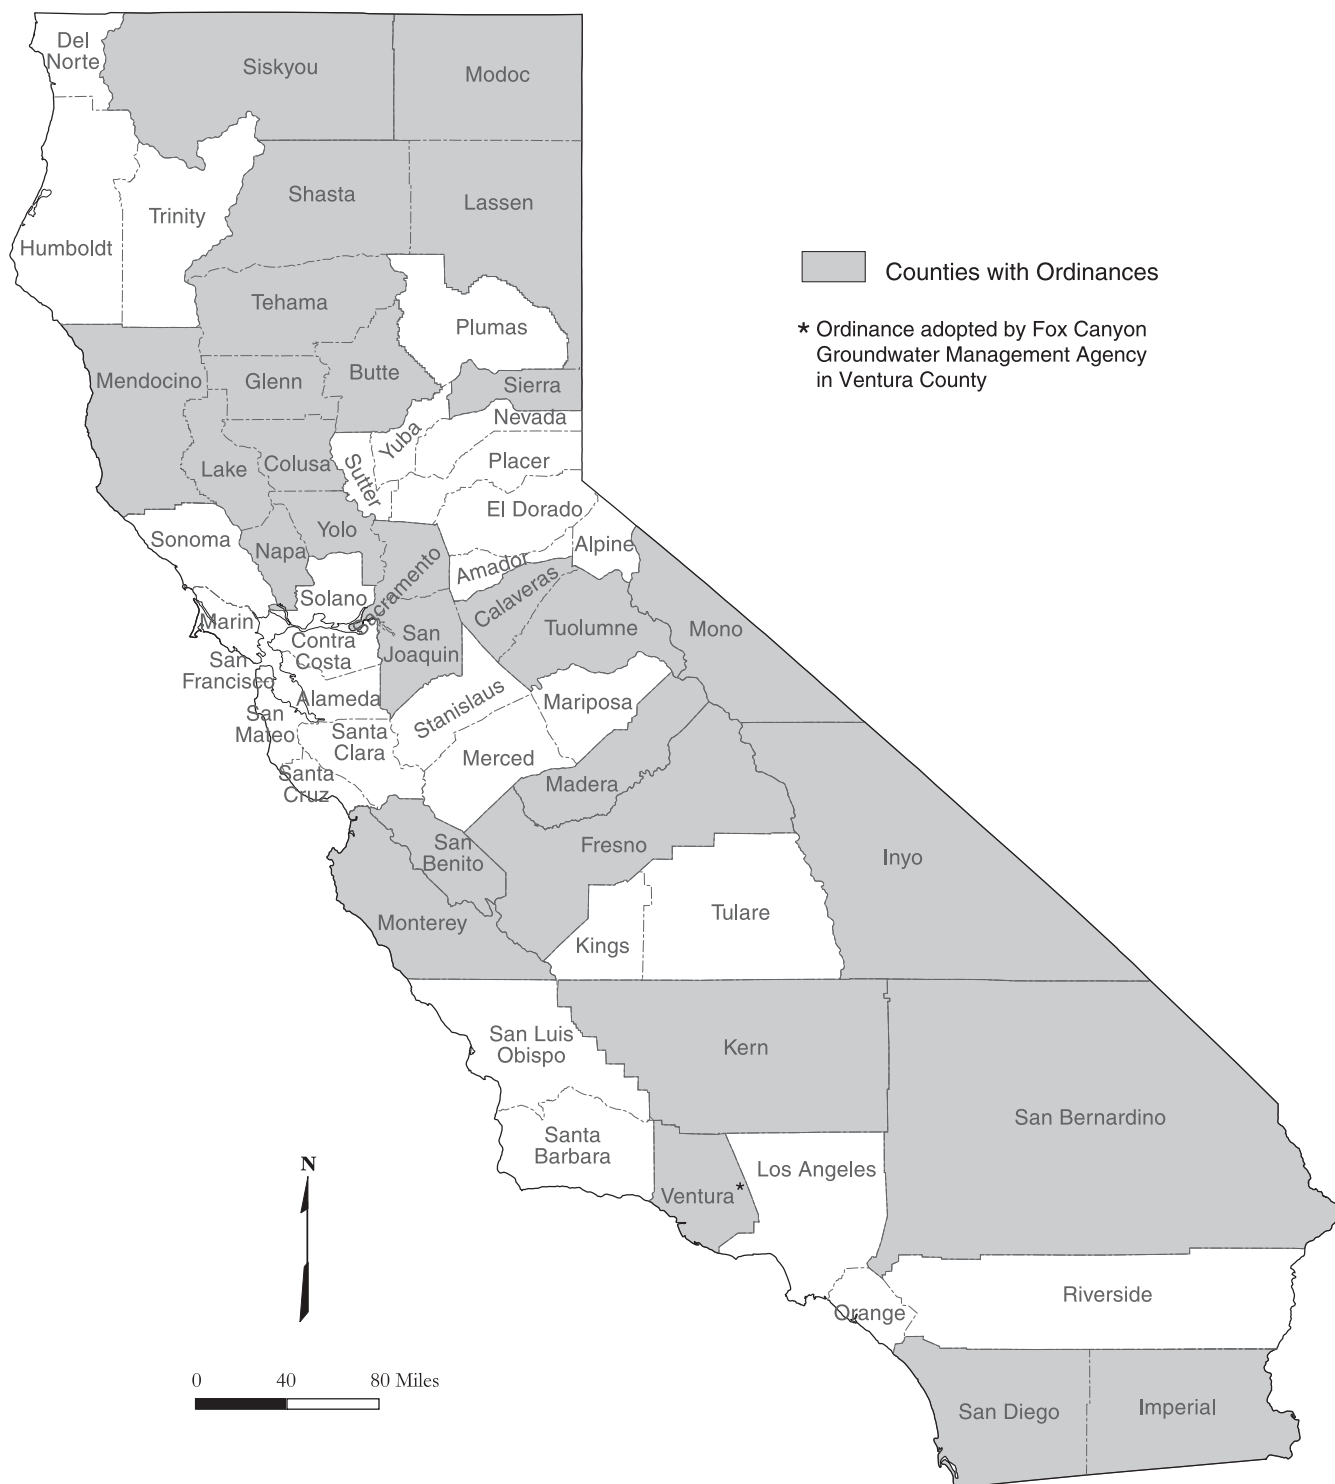 Del
Norte
Siskyou
Modoc
Shasta
Lassen
Trinity
Humboldt
Counties with Ordinances
Tehama
Plumas
* Ordinance adopted by Fox Canyon
Groundwater Management Agency
in Ventura County
Mendocino
Glenn
Butte
Sierra
Nevada
Yuba
Placer
Lake
Colusa
Sutter
El Dorado
Sonoma
Napa
Yolo
Alpine
Amador
Sacramento
Calaveras
Solano
Marin
Tuolumne
Mono
Contra
Costa
San
Joaquin
San
Francisco
Alameda
Stanislaus
Mariposa
San
Mateo
Santa
Clara
Merced
Santa
Cruz
Madera
San
Benito
Fresno
Inyo
Monterey
Kings
Tulare
San Luis
Obispo
Kern
San Bernardino
Santa
Barbara
Los Angeles
Ventura*
N
Riverside
Orange
0 40 80 Miles
San Diego
Imperial